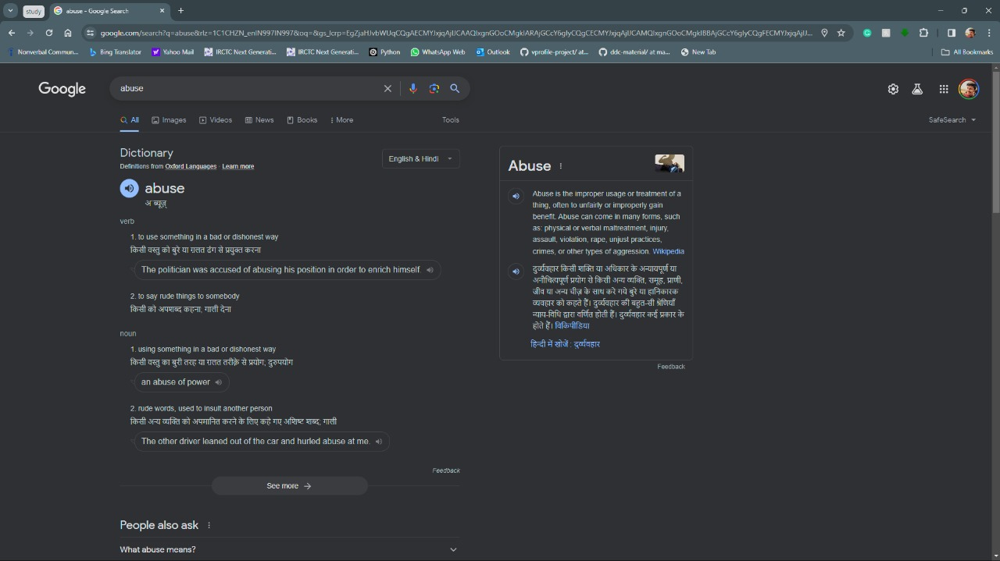 study
abuse - Google Search
google.com/search?q=abuse&rlz=1C1CHZN_enIN997IN997&oq=&gs_lcrp=
Nonverbal Commun...
Bing Translator
Yahoo Mail
IRCTC Next Generati...
IRCTC Next Generati...
Python
WhatsApp Web
Outlook
vprofile-project/ at...
ddc-material/ at ma...
New Tab
All Bookmarks
Google
abuse
All
Images
Videos
News
Books
More
Tools
SafeSearch
Dictionary
Definitions from Oxford Languages · Learn more
English & Hindi
abuse
अˈब्यूज़्
verb
1. to use something in a bad or dishonest way
किसी वस्तु को बुरे या ग़लत ढंग से प्रयुक्त करना
The politician was accused of abusing his position in order to enrich himself.
2. to say rude things to somebody
किसी को अपशब्द कहना; गाली देना
noun
1. using something in a bad or dishonest way
किसी वस्तु का बुरी तरह या ग़लत तरीक़े से प्रयोग; दुरुपयोग
an abuse of power
2. rude words, used to insult another person
किसी अन्य व्यक्ति को अपमानित करने के लिए कहे गए अशिष्ट शब्द; गाली
The other driver leaned out of the car and hurled abuse at me.
Feedback
See more
People also ask
What abuse means?
Abuse
Abuse is the improper usage or treatment of a
thing, often to unfairly or improperly gain
benefit. Abuse can come in many forms, such
as: physical or verbal maltreatment, injury,
assault, violation, rape, unjust practices,
crimes, or other types of aggression. Wikipedia
दुर्व्यवहार किसी शक्ति या अधिकार के अन्यायपूर्ण या
अनौचित्यपूर्ण प्रयोग से किसी अन्य व्यक्ति, समूह, प्राणी,
जीव या अन्य चीज़ के साथ करे गये बुरे या हानिकारक
व्यवहार को कहते हैं। दुर्व्यवहार की बहुत-सी श्रेणियाँ
न्याय-विधि द्वारा वर्णित होती हैं। दुर्व्यवहार कई प्रकार के
होते हैं। विकिपीडिया
हिन्दी में खोजें : दुर्व्यवहार
Feedback